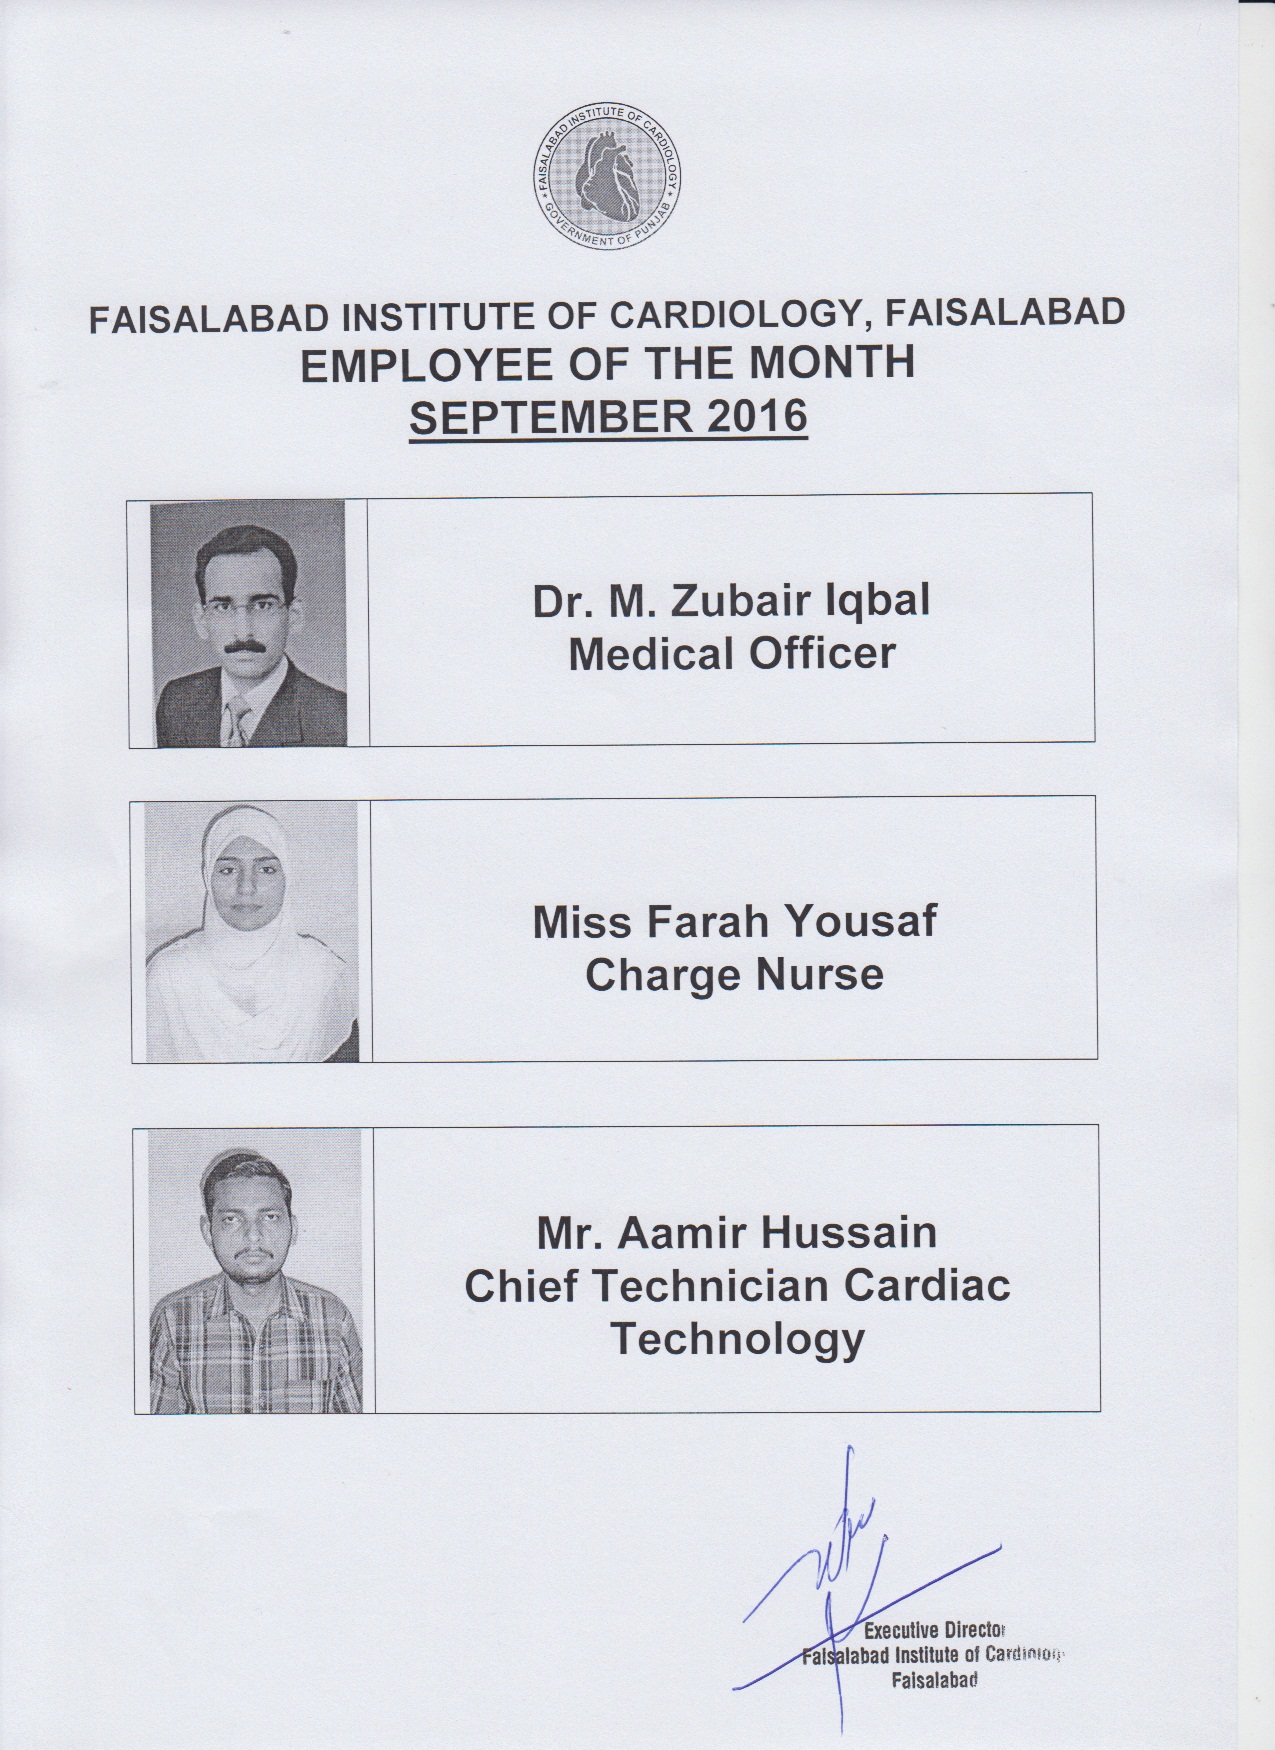 FAISALABAD INSTITUTE OF CARDIOLOGY
GOVERNMENT OF PUNJAB
FAISALABAD INSTITUTE OF CARDIOLOGY, FAISALABAD
EMPLOYEE OF THE MONTH
SEPTEMBER 2016
Dr. M. Zubair Iqbal
Medical Officer
Miss Farah Yousaf
Charge Nurse
Mr. Aamir Hussain
Chief Technician Cardiac
Technology
Executive Director
Faisalabad Institute of Cardiology
Faisalabad